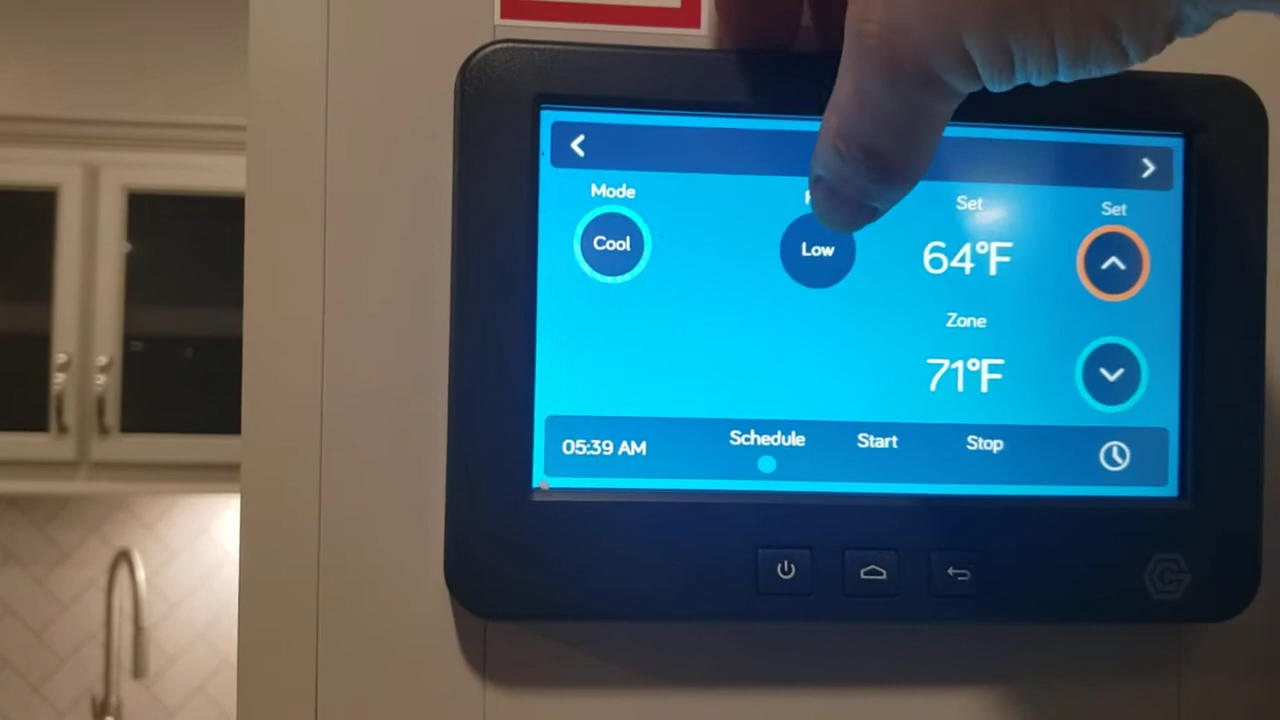 Mode
Set
Set
Cool
Low
64°F
Zone
71°F
05:39 AM
Schedule
Start
Stop